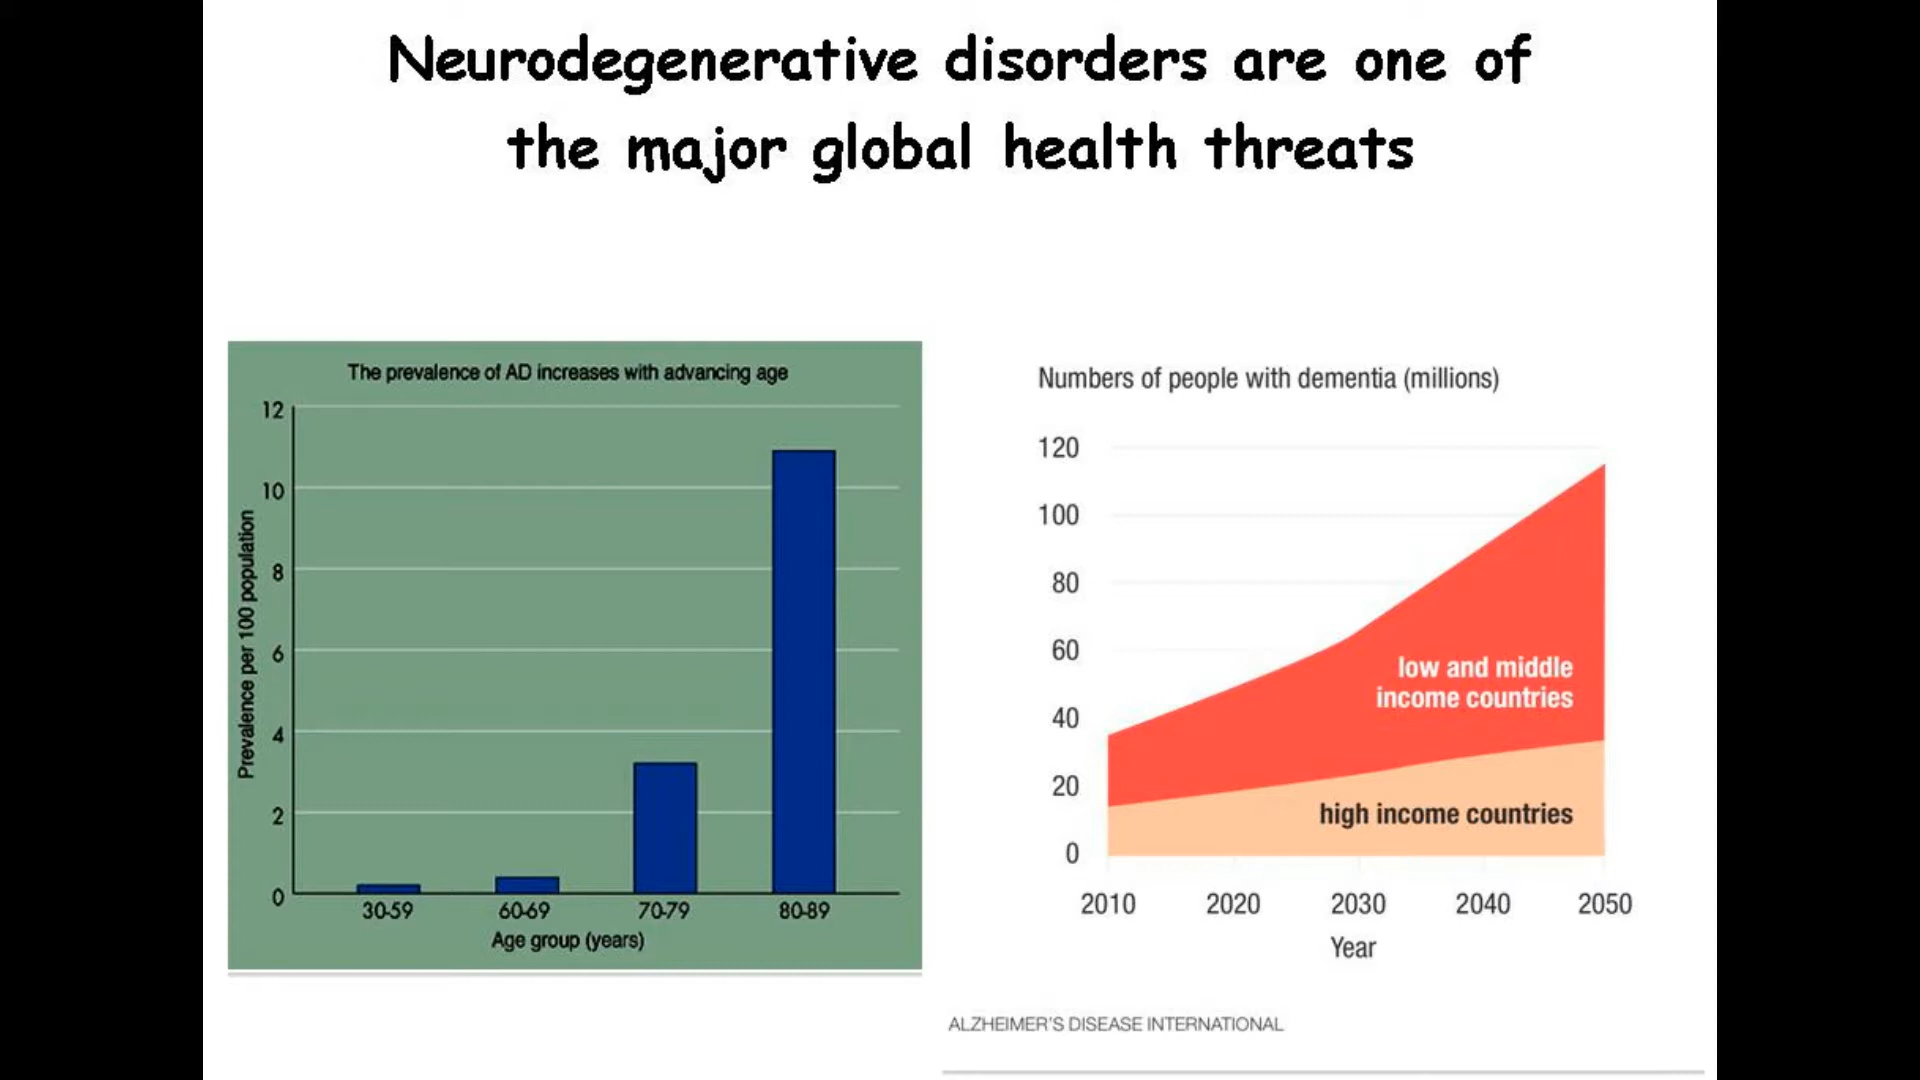 Neurodegenerative disorders are one of
the major global health threats
The prevalence of AD increases with advancing age
Prevalence per 100 population
12
10
8
6
4
2
0
30-59 60-69 70-79 80-89
Age group (years)
Numbers of people with dementia (millions)
120
100
80
60
40
20
0
low and middle
income countries
high income countries
2010 2020 2030 2040 2050
Year
ALZHEIMER'S DISEASE INTERNATIONAL